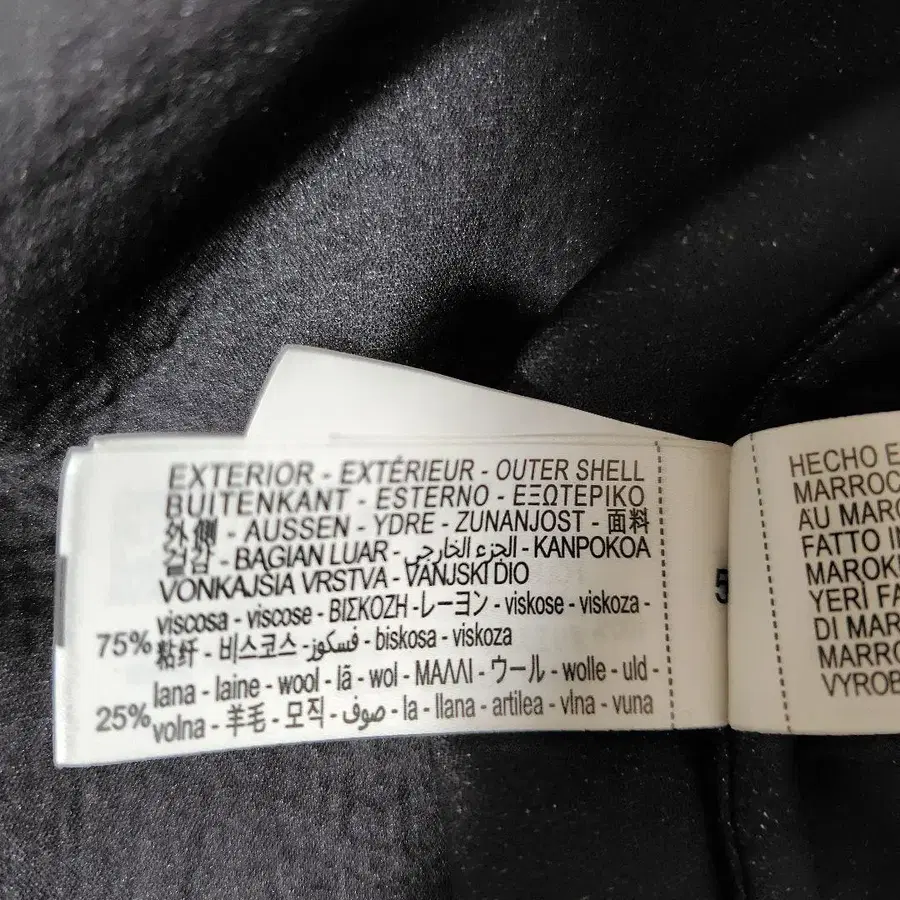 EXTERIOR - EXTÉRIEUR - OUTER SHELL
BUITENKANT - ESTERNO - ΕΞΩΤΕΡΙΚΟ
外側 - AUSSEN - YDRE - ZUNANJOST - 面料
겉감 - BAGIAN LUAR - الجزء الخارجي - KANPOKOA
VONKAJŠIA VRSTVA - VANJSKI DIO
viscosa - viscose - ΒΙΣΚΟΖΗ - レーヨン - viskose - viskoza -
75% 粘纤 - 비스코스 - فسكوز - biskosa - viskoza
lana - laine - wool - lã - wol - ΜΑΛΛΙ - ウール - wolle - uld -
25% volna - 羊毛 - 모직 - صوف - la - llana - artilea - vlna - vuna
5
HECHO E
MARROC
AU MARO
FATTO IN
MAROK
YERİ FA
DI MAR
MARRO
VYROB